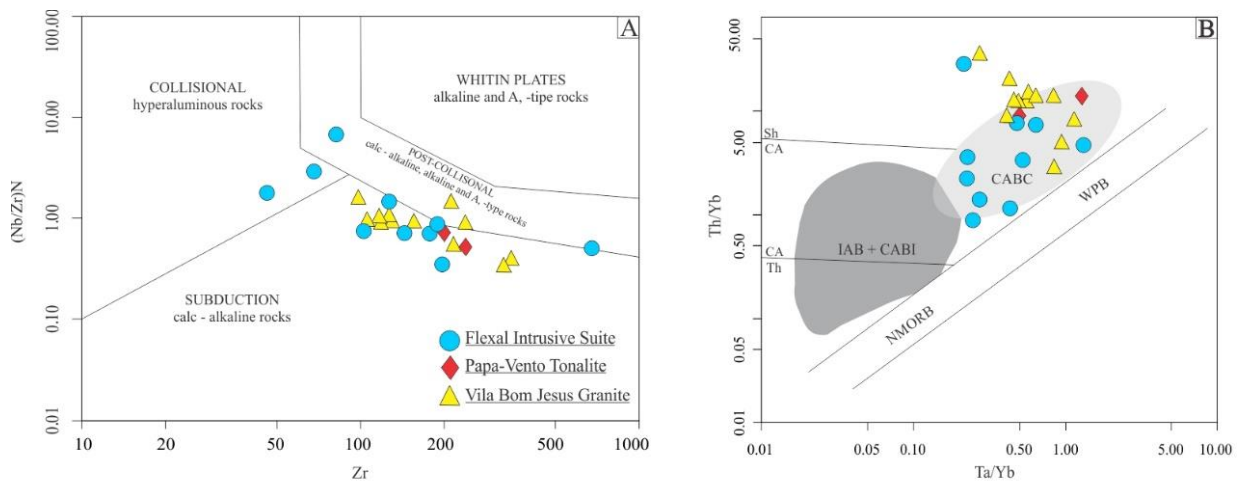 A
100.00
10.00
1.00
0.10
0.01
(Nb/Zr)N
COLLISIONAL
hyperaluminous rocks
WHITIN PLATES
alkaline and A, -tipe rocks
POST-COLLISONAL
calc - alkaline, alkaline and A, -type rocks
SUBDUCTION
calc - alkaline rocks
Flexal Intrusive Suite
Papa-Vento Tonalite
Vila Bom Jesus Granite
10
50
100
200
500
1000
Zr
B
50.00
5.00
0.50
0.05
0.01
Th/Yb
Sh
CA
CA
Th
CABC
IAB + CABI
WPB
NMORB
0.01
0.05
0.10
0.50
1.00
5.00
10.00
Ta/Yb